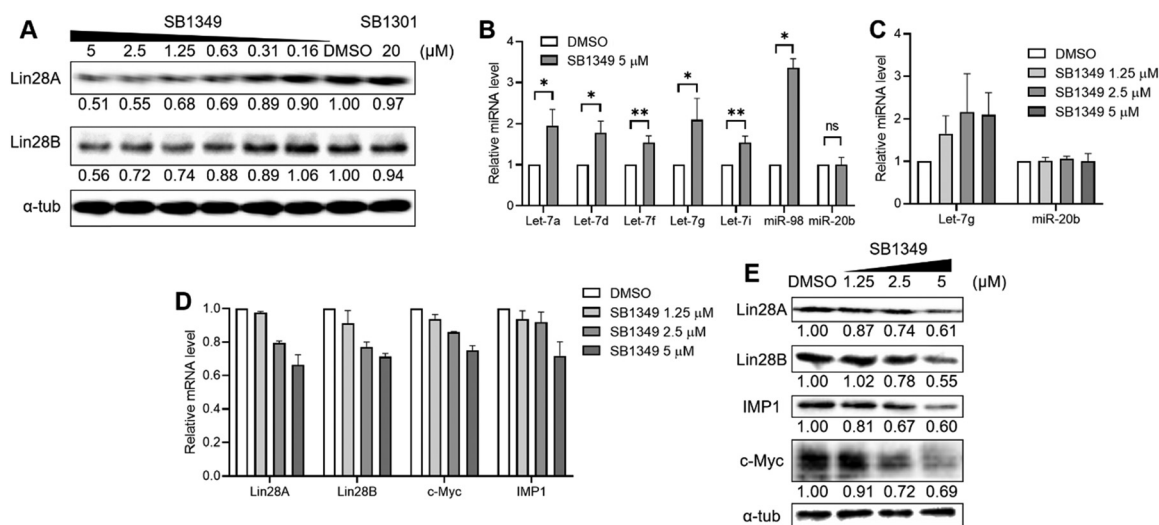 A
SB1349 SB1301
5 2.5 1.25 0.63 0.31 0.16 DMSO 20 (μM)
Lin28A
0.51 0.55 0.68 0.69 0.89 0.90 1.00 0.97
Lin28B
0.56 0.72 0.74 0.88 0.89 1.06 1.00 0.94
α-tub
B
DMSO
SB1349 5 μM
Relative miRNA level
4
3
2
1
0
* * ** * ** * ns
Let-7a Let-7d Let-7f Let-7g Let-7i miR-98 miR-20b
C
DMSO
SB1349 1.25 μM
SB1349 2.5 μM
SB1349 5 μM
Relative miRNA level
4
3
2
1
0
Let-7g miR-20b
D
DMSO
SB1349 1.25 μM
SB1349 2.5 μM
SB1349 5 μM
Relative mRNA level
1.0
0.8
0.6
0.4
0.2
0.0
Lin28A Lin28B c-Myc IMP1
E
SB1349
DMSO 1.25 2.5 5 (μM)
Lin28A
1.00 0.87 0.74 0.61
Lin28B
1.00 1.02 0.78 0.55
IMP1
1.00 0.81 0.67 0.60
c-Myc
1.00 0.91 0.72 0.69
α-tub